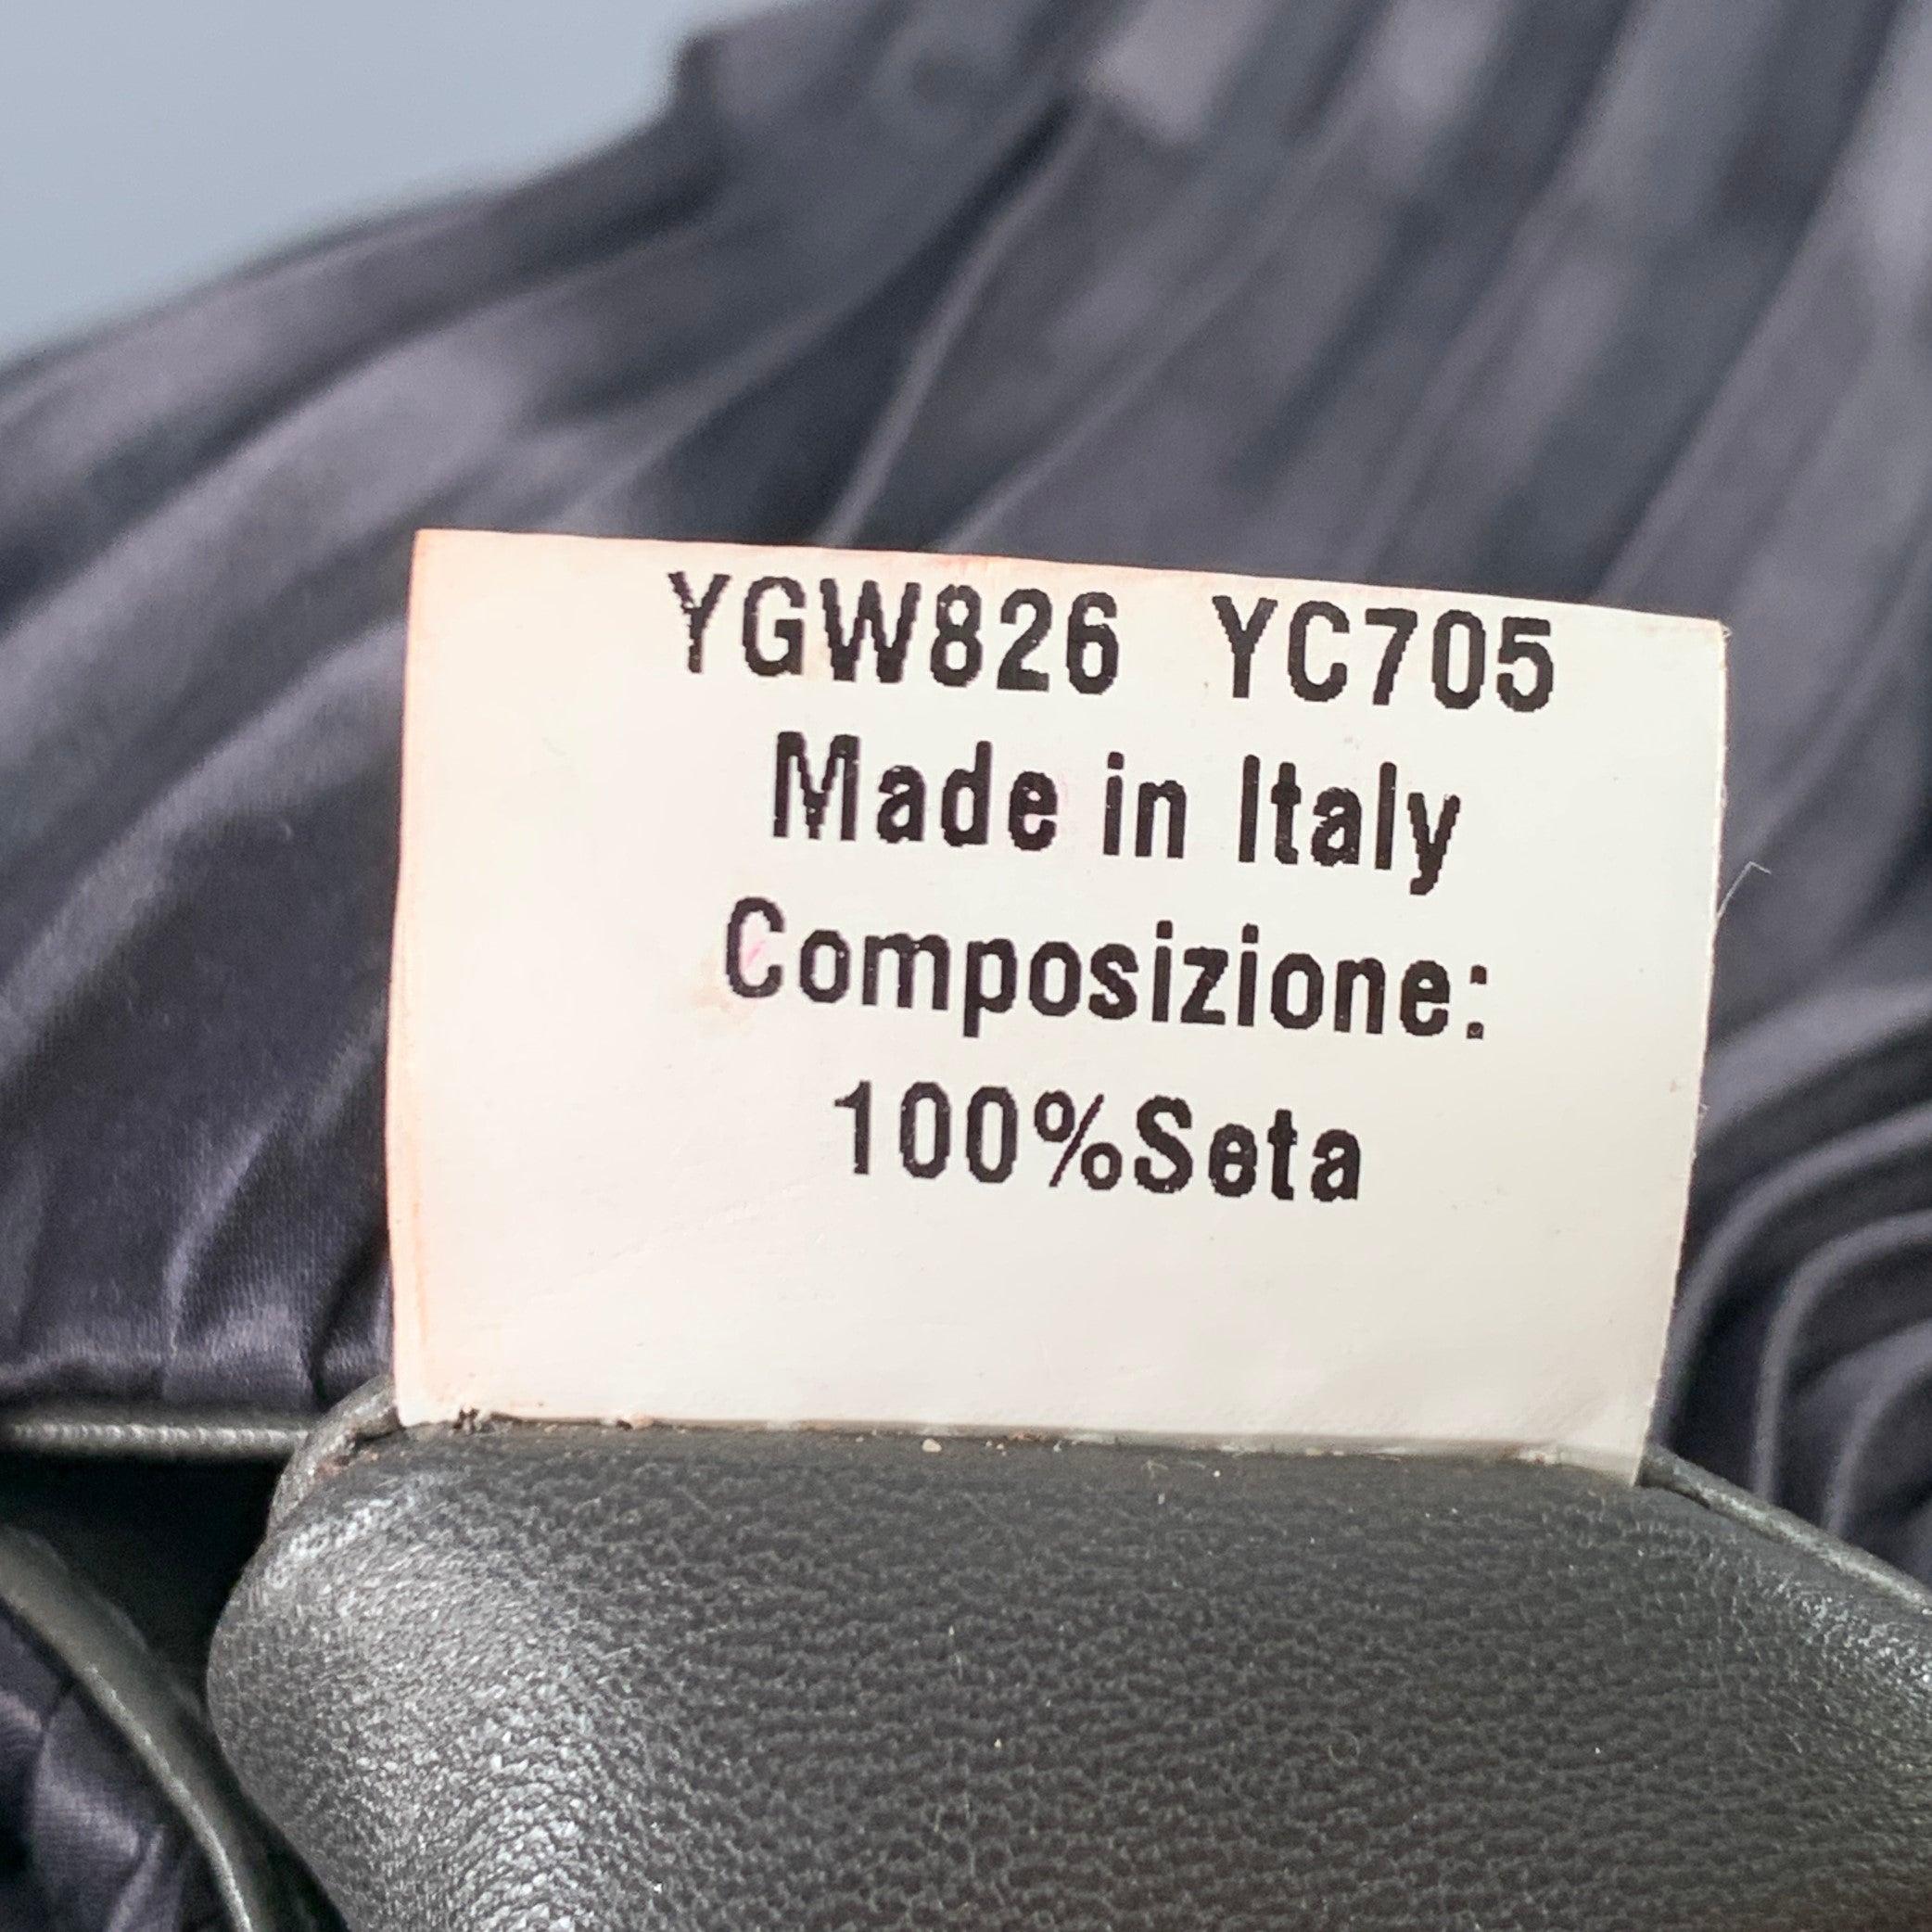 YGW826 YC705
Made in Italy
Composizione:
100%Seta